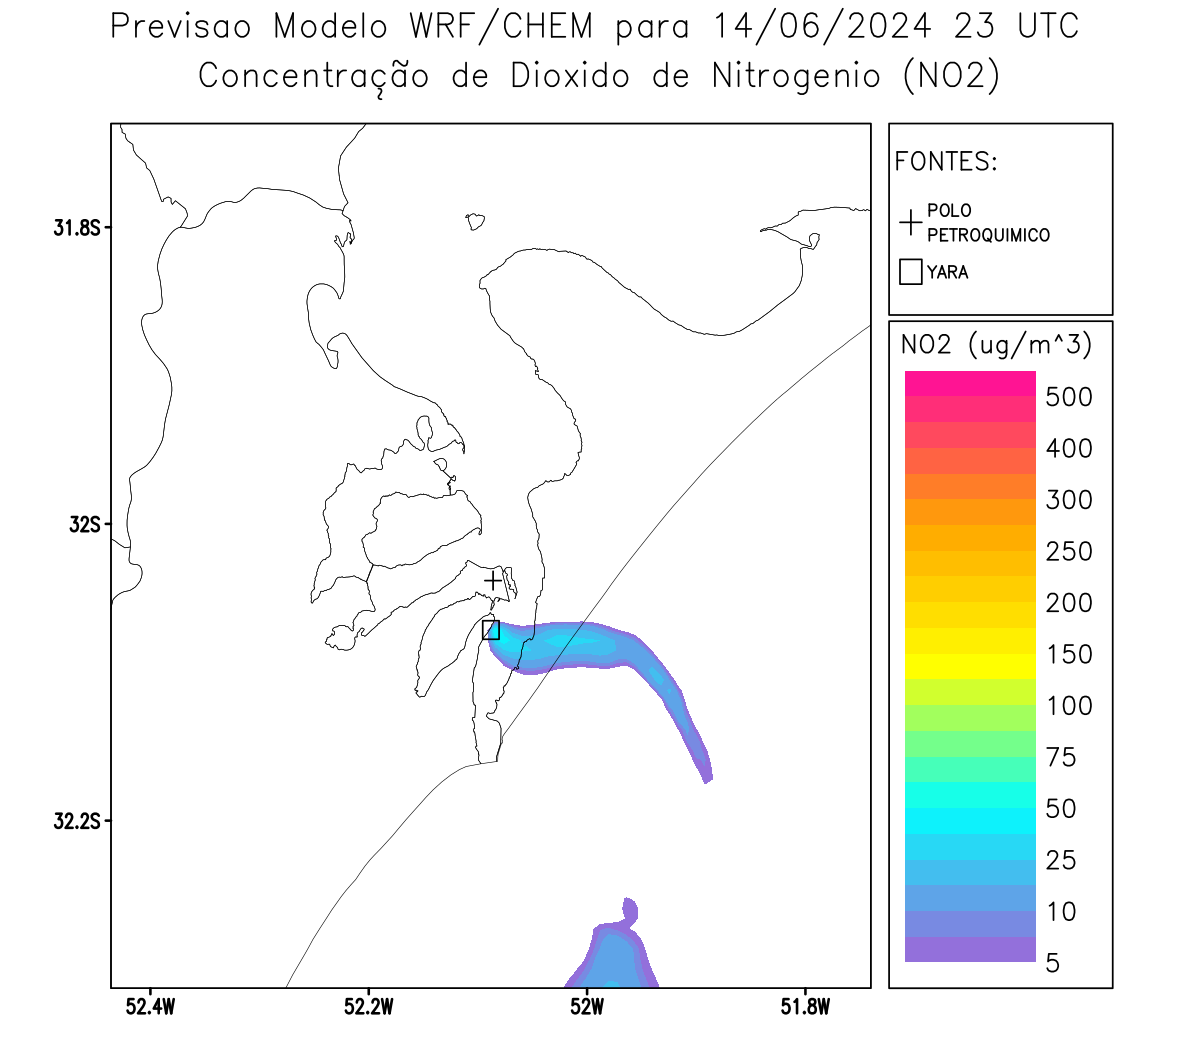 Previsao Modelo WRF/CHEM para 14/06/2024 23 UTC
Concentração de Dioxido de Nitrogenio (NO2)
FONTES:
POLO
PETROQUIMICO
YARA
NO2 (ug/m^3)
500
400
300
250
200
150
100
75
50
25
10
5
31.8S
32S
32.2S
52.4W
52.2W
52W
51.8W